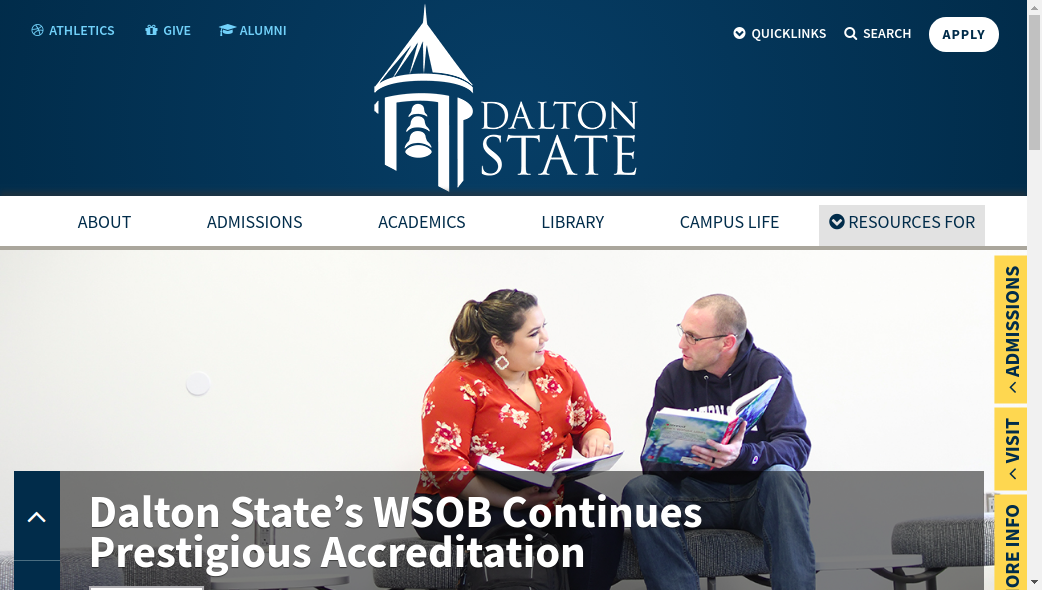 ATHLETICS GIVE ALUMNI
QUICKLINKS SEARCH APPLY
DALTON
STATE
ABOUT ADMISSIONS ACADEMICS LIBRARY CAMPUS LIFE RESOURCES FOR
ADMISSIONS
VISIT
ORE INFO
Dalton State’s WSOB Continues
Prestigious Accreditation